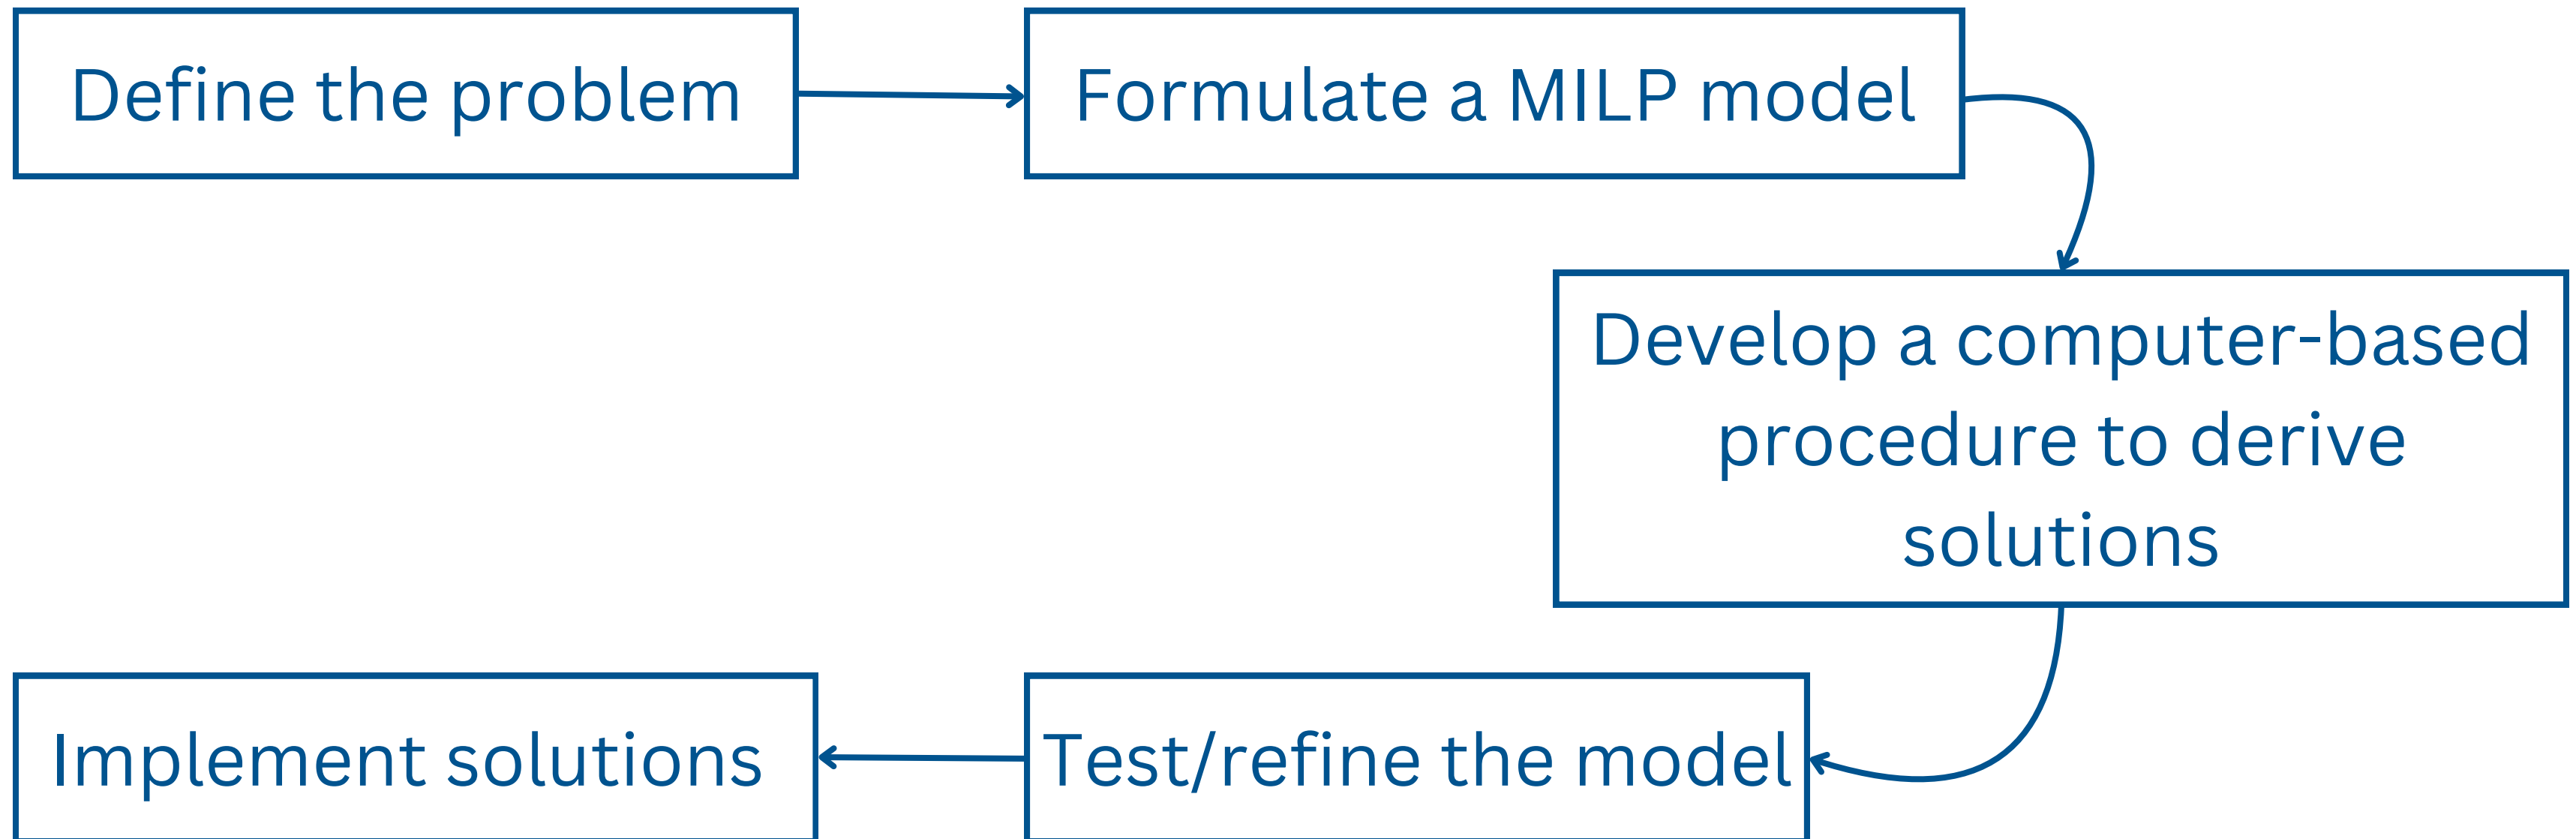 Define the problem
Formulate a MILP model
Develop a computer-based
procedure to derive
solutions
Test/refine the model
Implement solutions